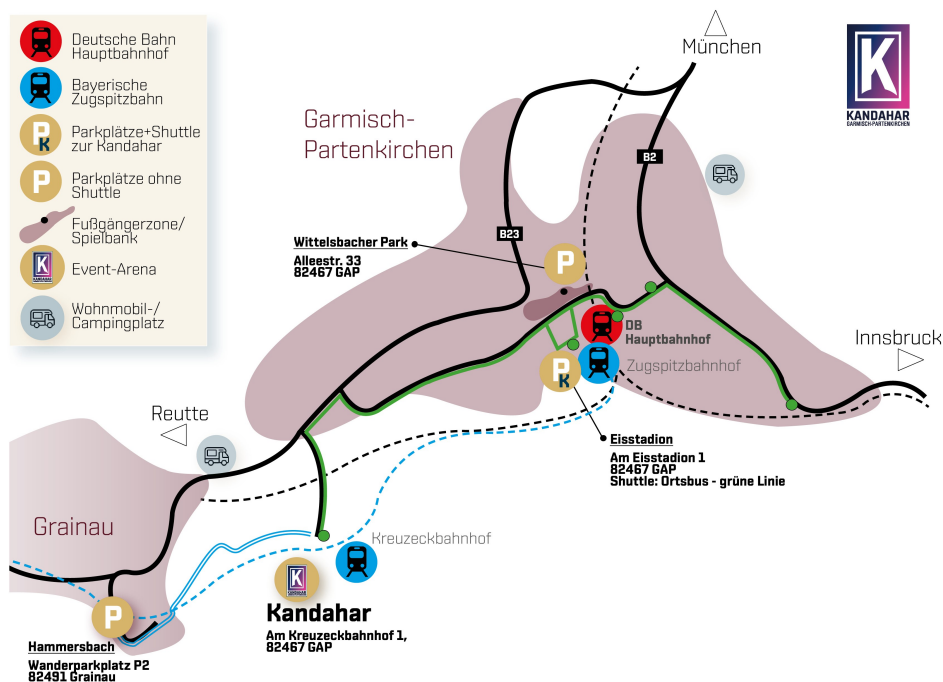 Deutsche Bahn
Hauptbahnhof
Bayerische
Zugspitzbahn
P
K
Parkplätze+Shuttle
zur Kandahar
P
Parkplätze ohne
Shuttle
Fußgängerzone/
Spielbank
K
KANDAHAR
Event-Arena
Wohnmobil-/
Campingplatz
München
K
KANDAHAR
GARMISCH-PARTENKIRCHEN
Garmisch-
Partenkirchen
B2
B23
Wittelsbacher Park
Alleestr. 33
82467 GAP
P
DB
Hauptbahnhof
Zugspitzbahnhof
P
K
Innsbruck
Reutte
Eisstadion
Am Eisstadion 1
82467 GAP
Shuttle: Ortsbus - grüne Linie
Grainau
Kreuzeckbahnhof
K
KANDAHAR
Kandahar
Am Kreuzeckbahnhof 1,
82467 GAP
P
Hammersbach
Wanderparkplatz P2
82491 Grainau